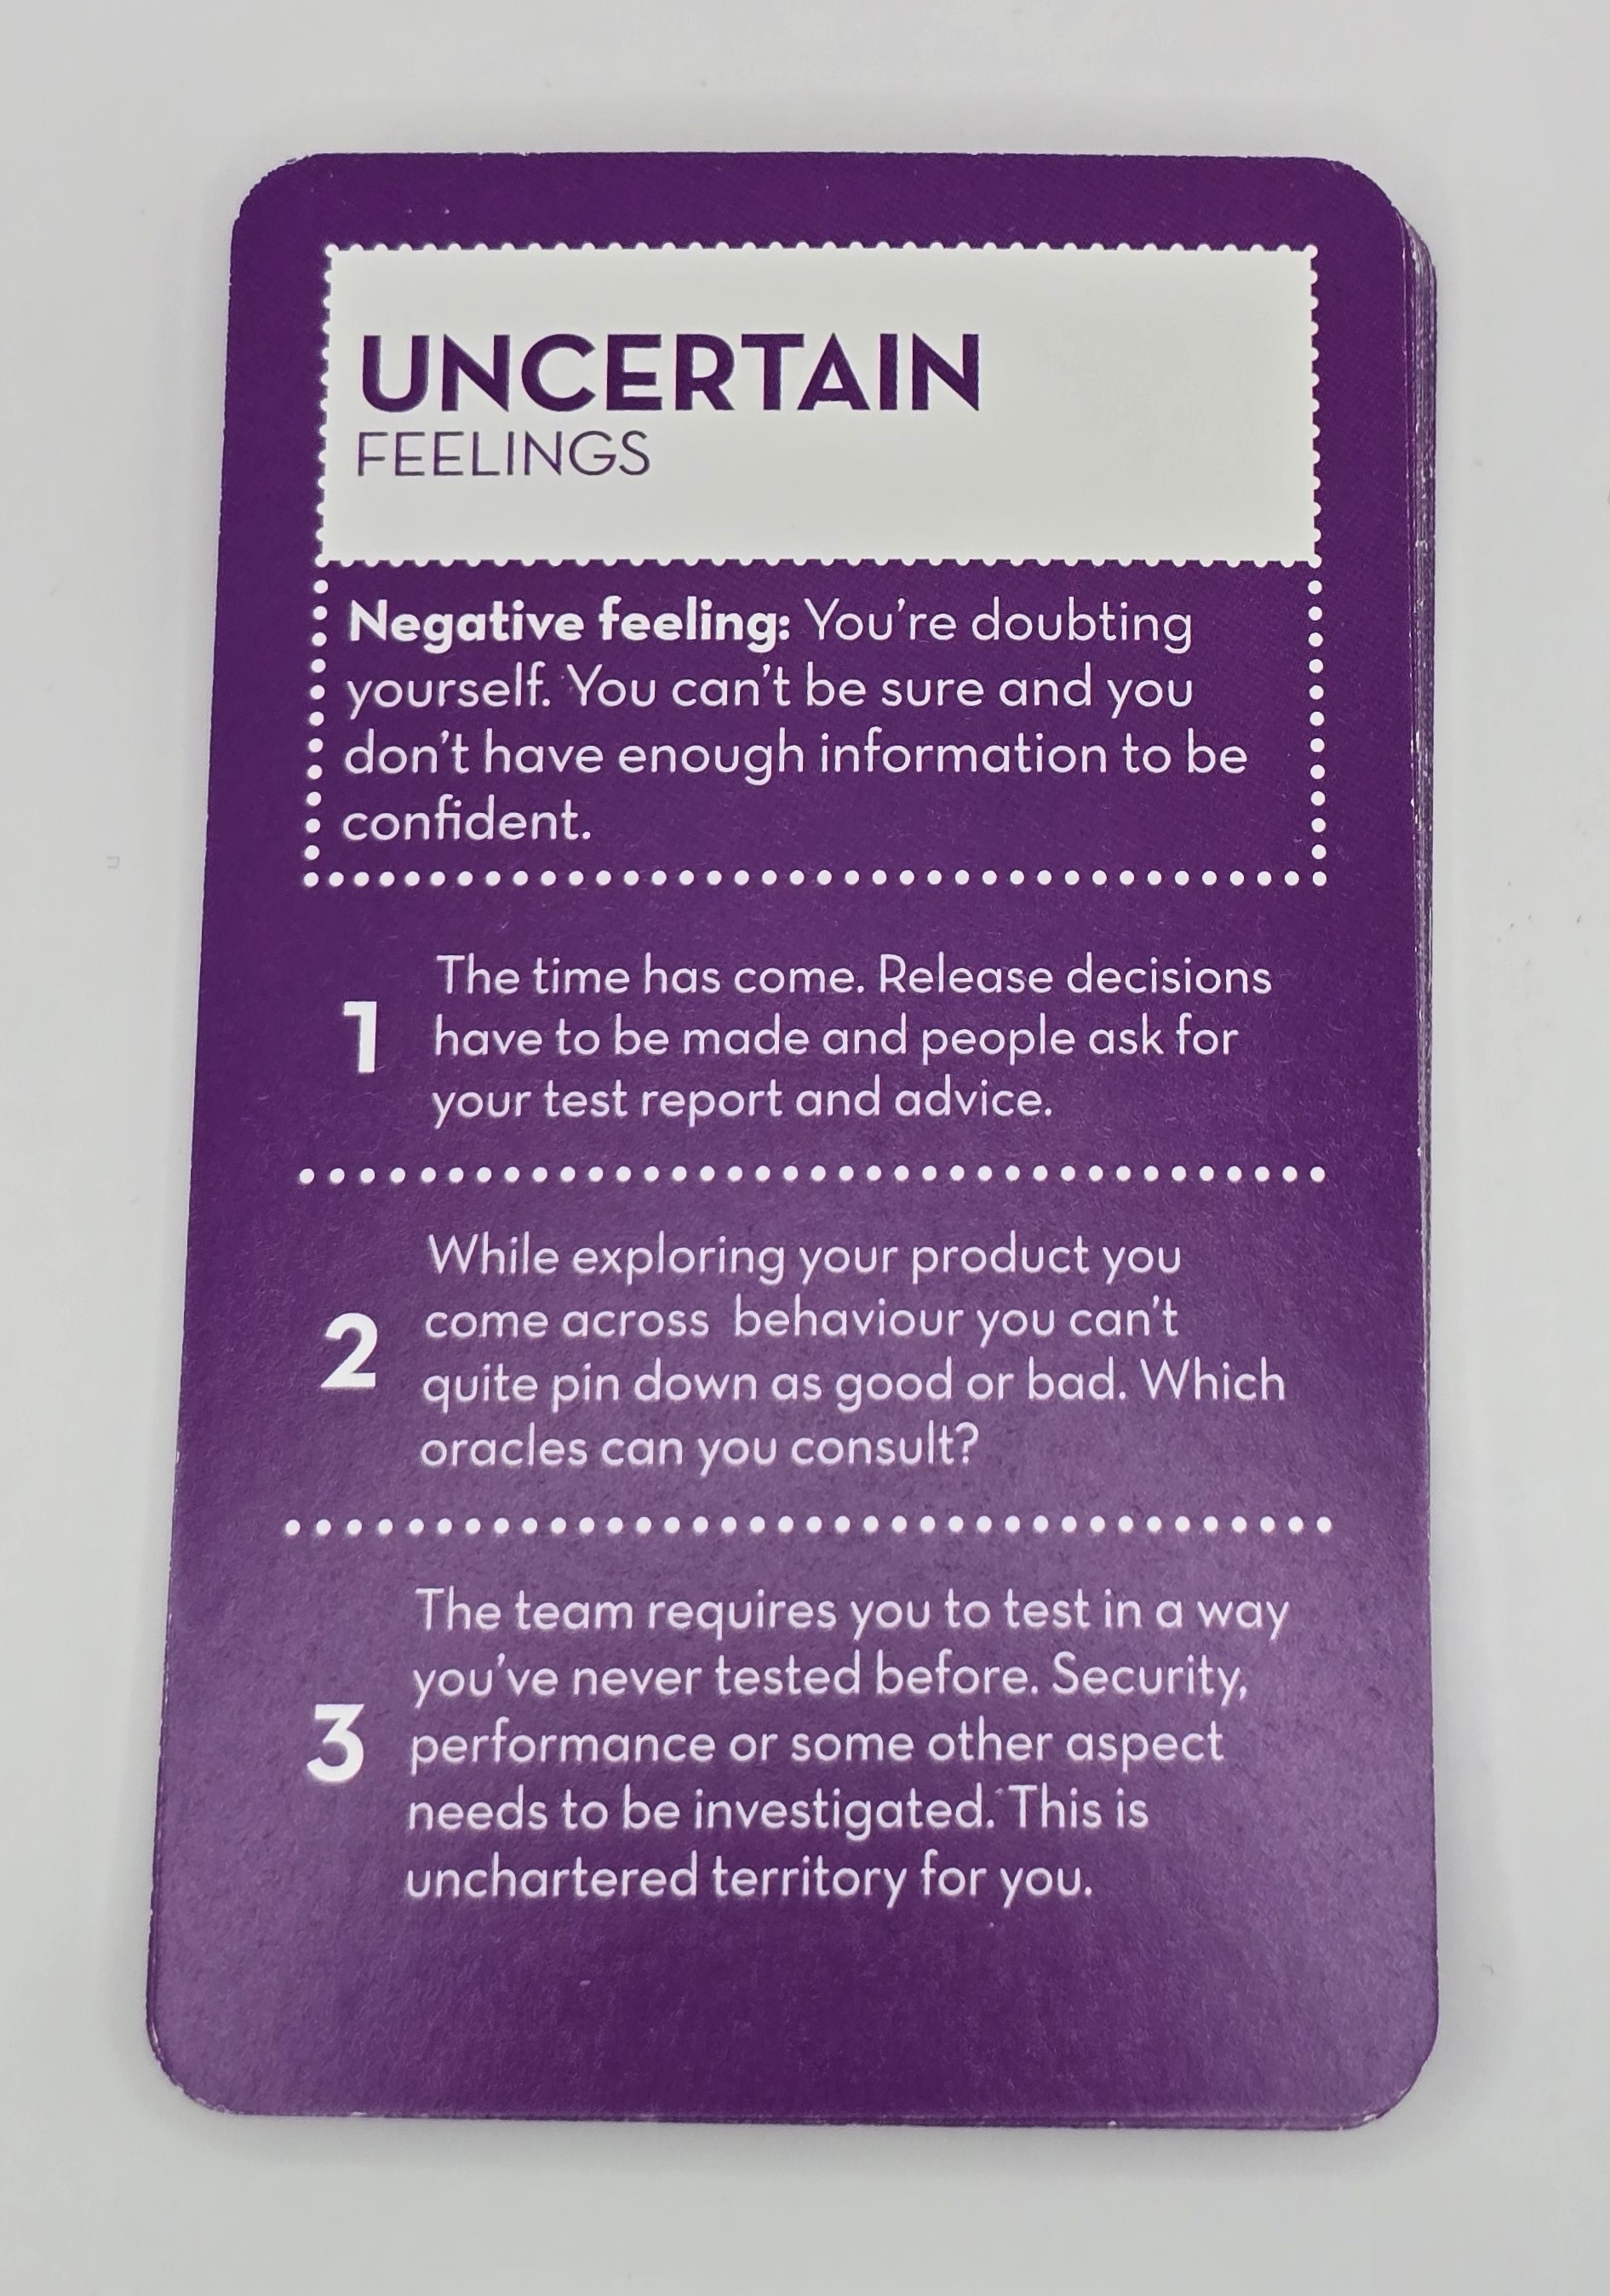 UNCERTAIN
FEELINGS
Negative feeling: You're doubting
yourself. You can't be sure and you
don't have enough information to be
confident.
1
The time has come. Release decisions
have to be made and people ask for
your test report and advice.
2
While exploring your product you
come across  behaviour you can't
quite pin down as good or bad. Which
oracles can you consult?
3
The team requires you to test in a way
you've never tested before. Security,
performance or some other aspect
needs to be investigated. This is
unchartered territory for you.